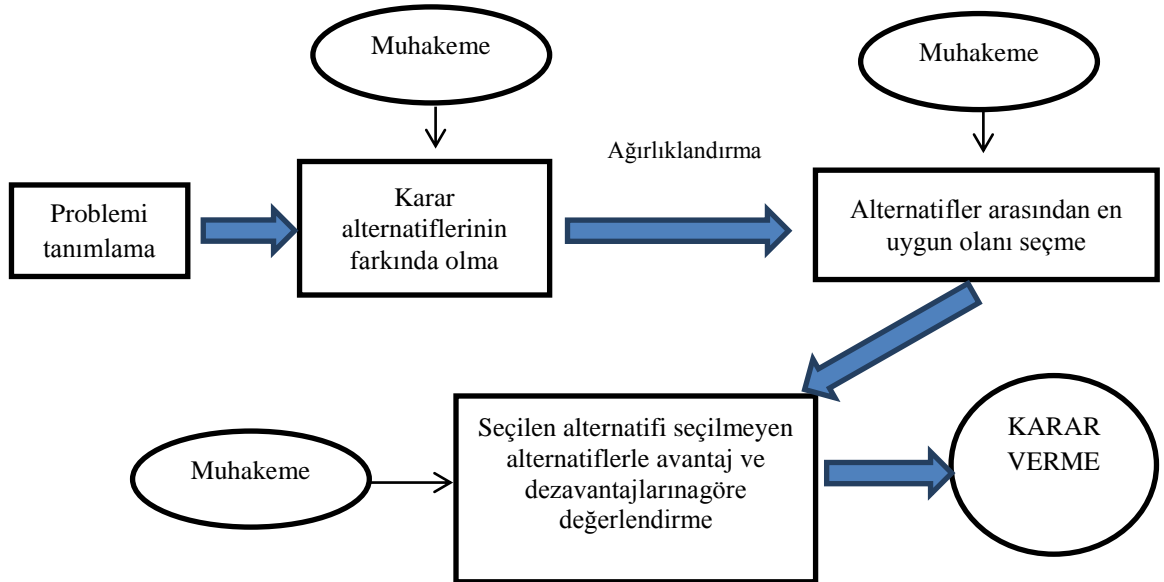 Muhakeme
Muhakeme
Ağırlıklandırma
Problemi
tanımlama
Karar
alternatiflerinin
farkında olma
Alternatifler arasından en
uygun olanı seçme
Muhakeme
Seçilen alternatifi seçilmeyen
alternatiflerle avantaj ve
dezavantajlarınagöre
değerlendirme
KARAR
VERME